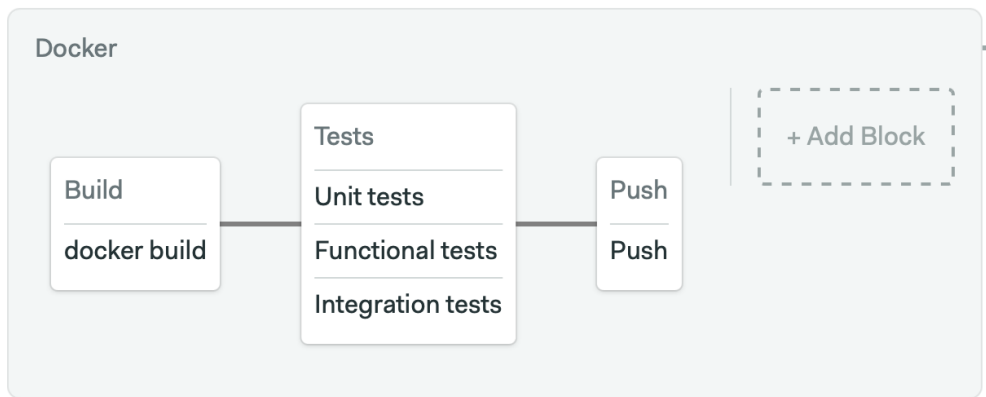 Docker
Build
docker build
Tests
Unit tests
Functional tests
Integration tests
Push
Push
+ Add Block